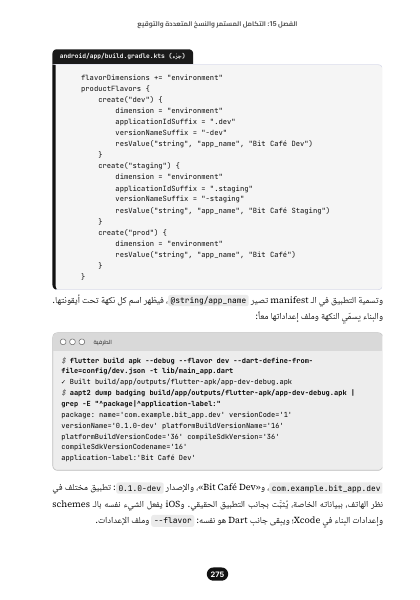 الفصل 15: التكامل المستمر والنسخ المتعددة والتوقيع
android/app/build.gradle.kts (جزء)
flavorDimensions += "environment"
productFlavors {
create("dev") {
dimension = "environment"
applicationIdSuffix = ".dev"
versionNameSuffix = "-dev"
resValue("string", "app_name", "Bit Café Dev")
}
create("staging") {
dimension = "environment"
applicationIdSuffix = ".staging"
versionNameSuffix = "-staging"
resValue("string", "app_name", "Bit Café Staging")
}
create("prod") {
dimension = "environment"
resValue("string", "app_name", "Bit Café")
}
}
وتسمية التطبيق في الـ manifest تصير @string/app_name، فيظهر اسم كل نكهة تحت أيقونتها.
والبناء يسمّي النكهة وملف إعداداتها معاً:
الطرفية
$ flutter build apk --debug --flavor dev --dart-define-from-
file=config/dev.json -t lib/main_app.dart
✓ Built build/app/outputs/flutter-apk/app-dev-debug.apk
$ aapt2 dump badging build/app/outputs/flutter-apk/app-dev-debug.apk |
grep -E "^package|^application-label:"
package: name='com.example.bit_app.dev' versionCode='1'
versionName='0.1.0-dev' platformBuildVersionName='16'
platformBuildVersionCode='36' compileSdkVersion='36'
compileSdkVersionCodename='16'
application-label:'Bit Café Dev'
com.example.bit_app.dev، و«Bit Café Dev»، والإصدار 0.1.0-dev: تطبيق مختلف في
نظر الهاتف، ببياناته الخاصة، يُثبَّت بجانب التطبيق الحقيقي. وiOS يفعل الشيء نفسه بالـ schemes
وإعدادات البناء في Xcode؛ ويبقى جانب Dart هو نفسه: --flavor وملف الإعدادات.
275